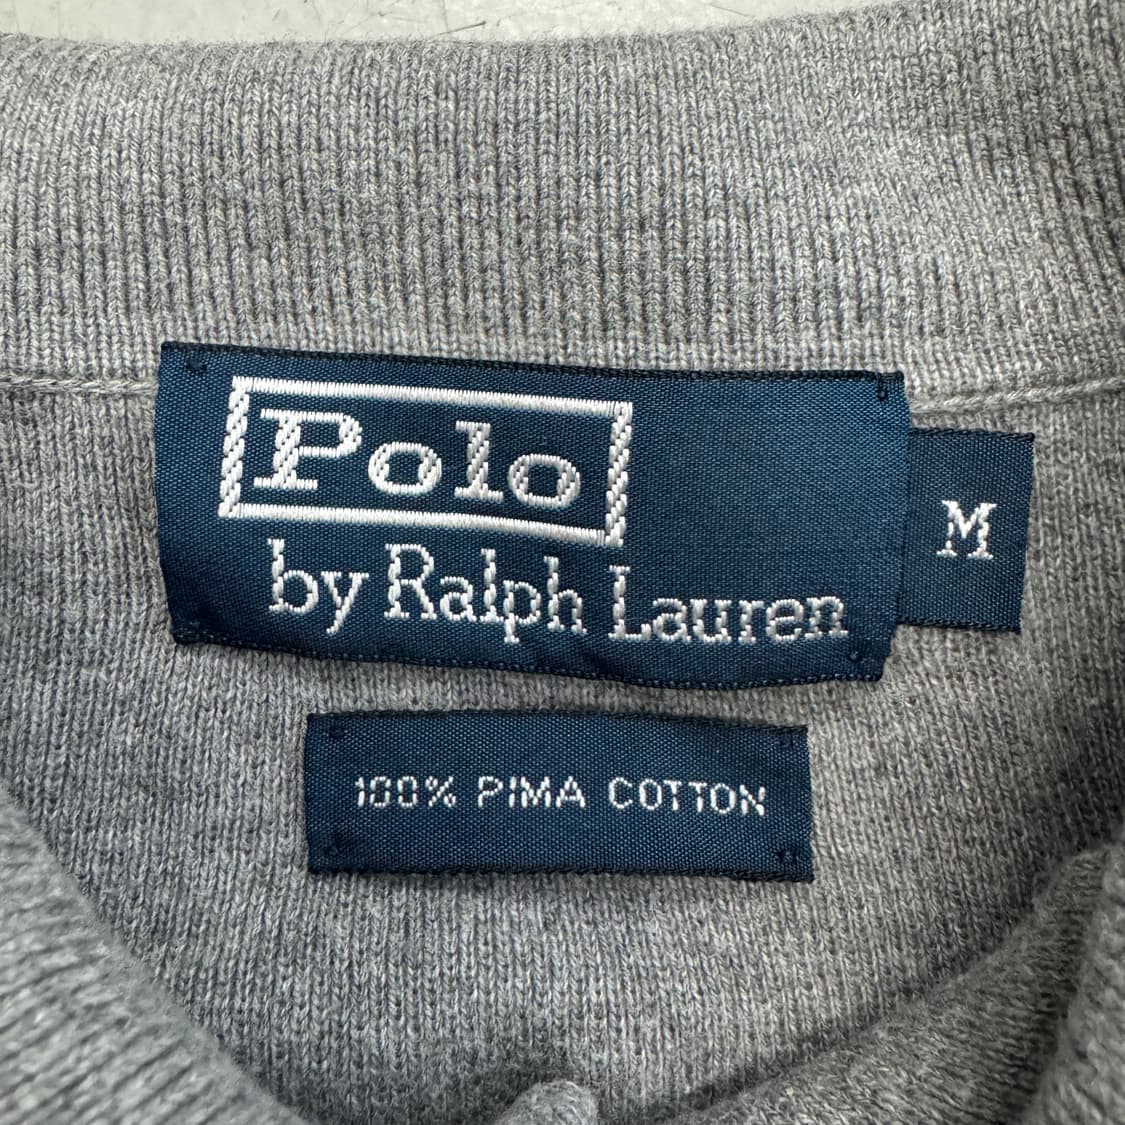 Polo
by Ralph Lauren
M
100% PIMA COTTON